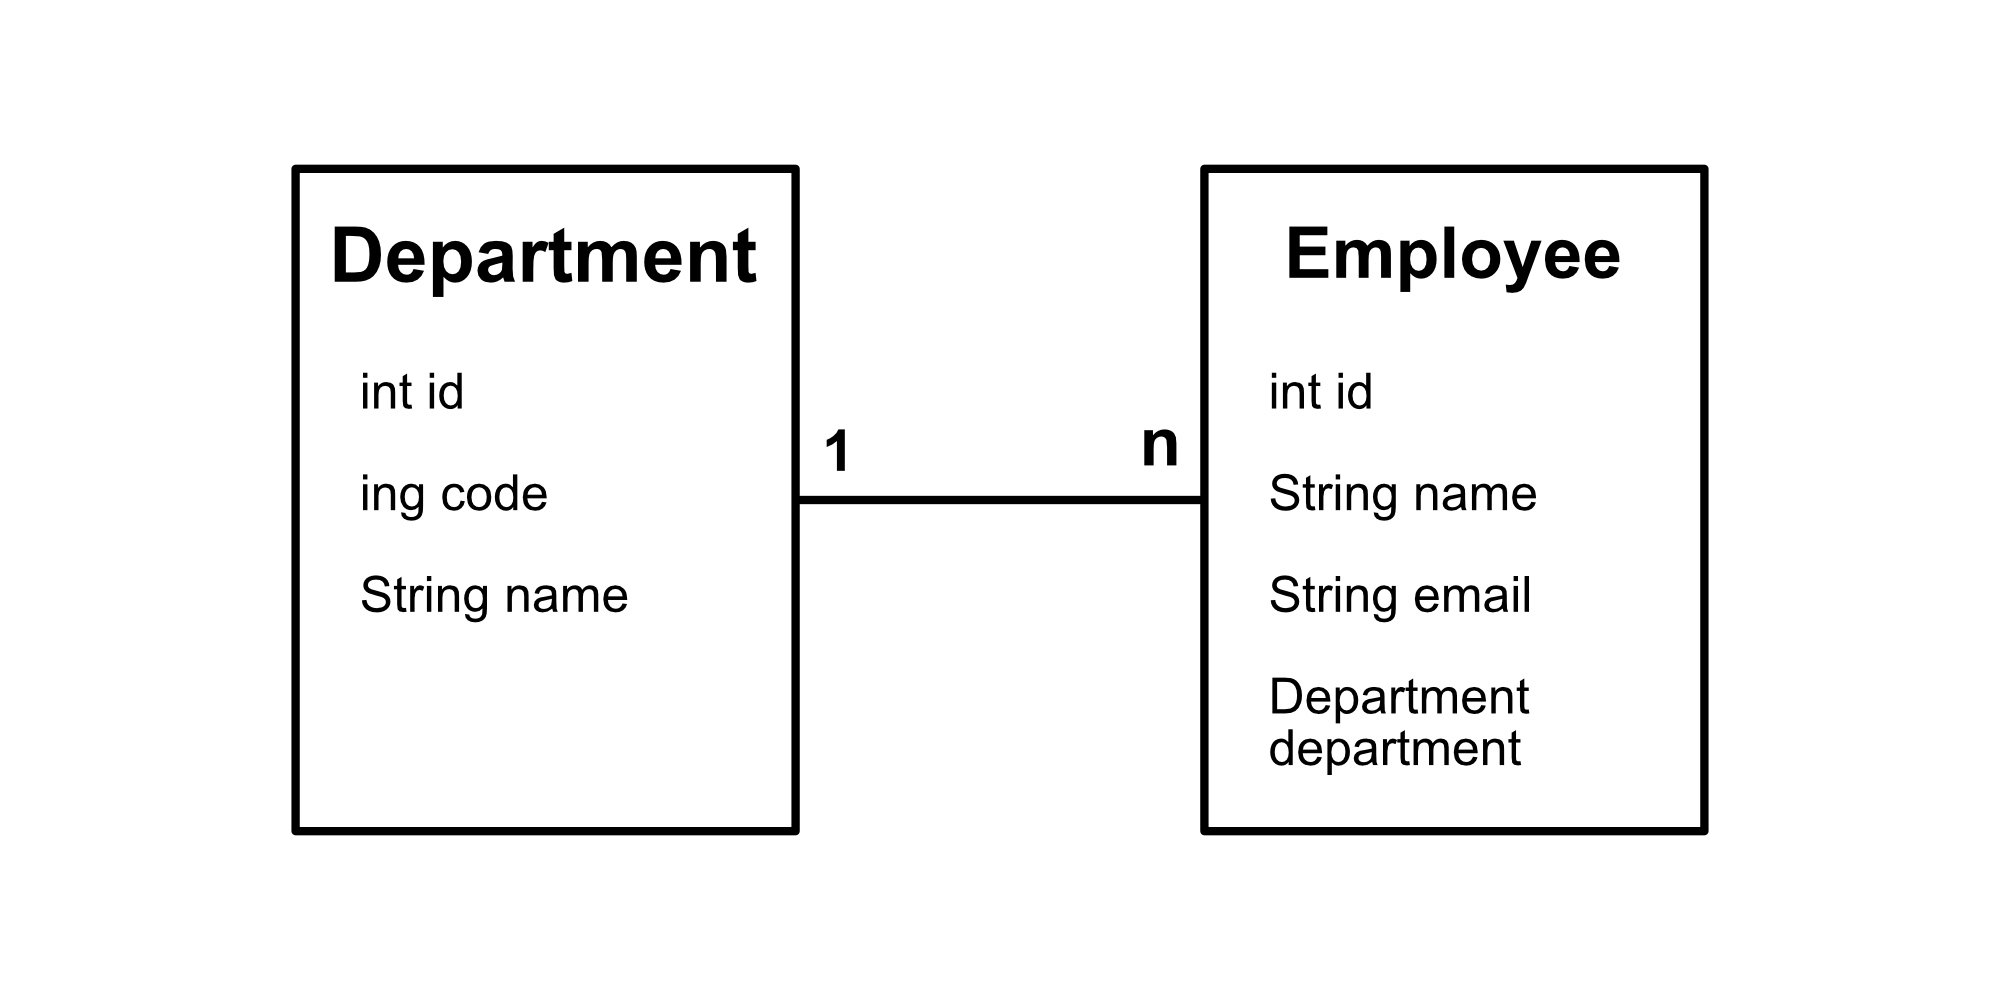 Department
int id
ing code
String name
1
n
Employee
int id
String name
String email
Department
department